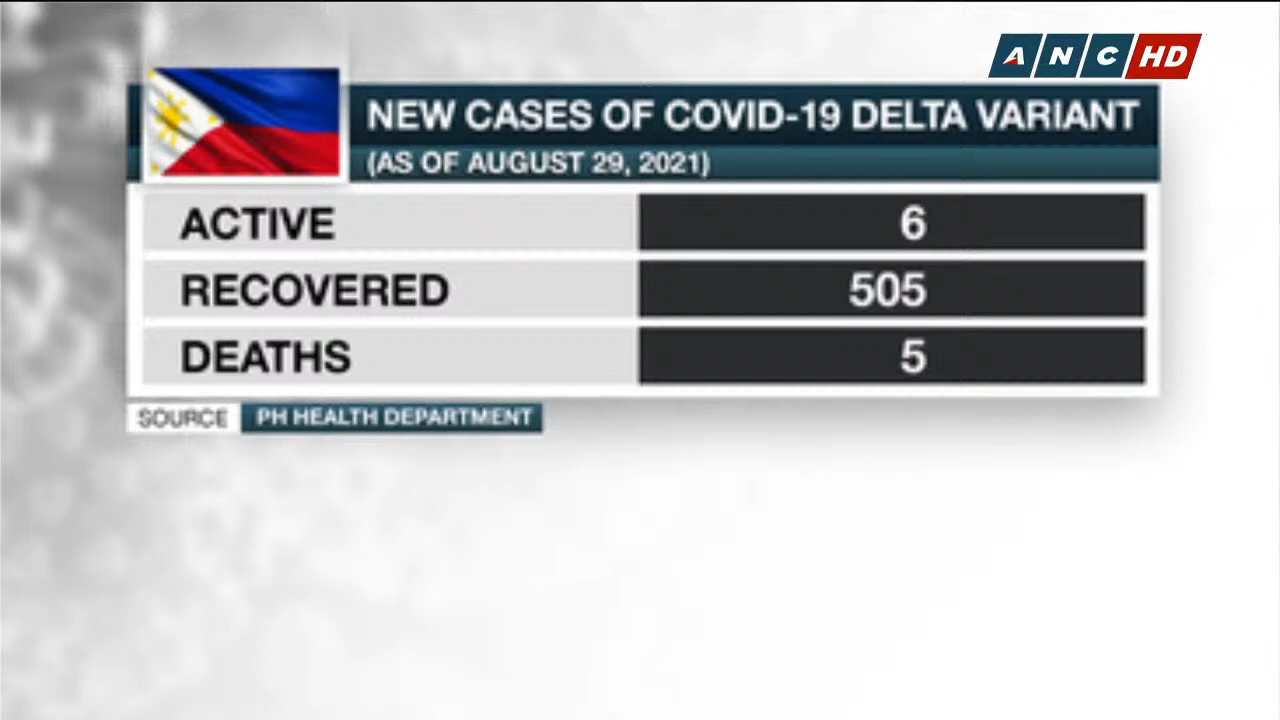 ANC HD
NEW CASES OF COVID-19 DELTA VARIANT
(AS OF AUGUST 29, 2021)
ACTIVE 6
RECOVERED 505
DEATHS 5
SOURCE PH HEALTH DEPARTMENT